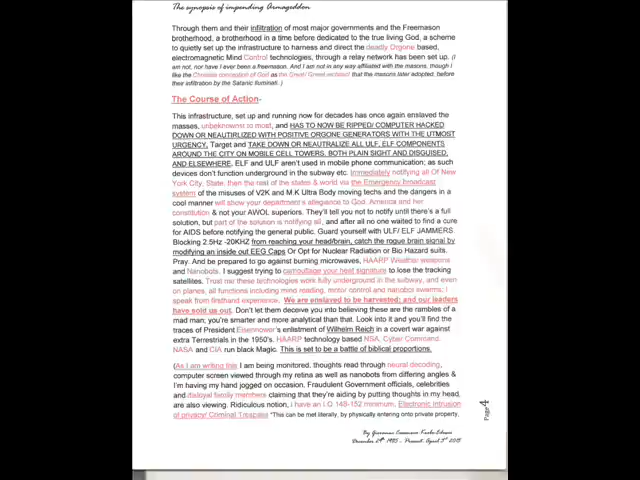 The synopsis of impending Armageddon
Through them and their infiltration of most major governments and the Freemason
brotherhood, a brotherhood in a time before dedicated to the true living God, a scheme
to quietly set up the infrastructure to harness and direct the deadly Orgone based,
electromagnetic Mind Control technologies, through a relay network has been set up. (I
am not, nor have I ever been a freemason. And I am not in any way affiliated with the masons, though I
like the Christian conception of God as the Great/ Grand architect that the masons later adopted, before
their infiltration by the Satanic Iluminati.)
The Course of Action-
This infrastructure, set up and running now for decades has once again enslaved the
masses, unbeknownst to most, and HAS TO NOW BE RIPPED/ COMPUTER HACKED
DOWN OR NEAUTIRLIZED WITH POSITIVE ORGONE GENERATORS WITH THE UTMOST
URGENCY. Target and TAKE DOWN OR NEAUTRALIZE ALL ULF, ELF COMPONENTS
AROUND THE CITY ON MOBILE CELL TOWERS, BOTH PLAIN SIGHT AND DISGUISED,
AND ELSEWHERE. ELF and ULF aren't used in mobile phone communication; as such
devices don't function underground in the subway etc. Immediately notifying all Of New
York City, State; then the rest of the states & world via the Emergency broadcast
system of the misuses of V2K and M.K Ultra Body moving techs and the dangers in a
cool manner will show your department's allegiance to God, America and her
constitution & not your AWOL superiors. They'll tell you not to notify until there's a full
solution, but part of the solution is notifying all, and after all no one waited to find a cure
for AIDS before notifying the general public. Guard yourself with ULF/ ELF JAMMERS.
Blocking 2.5Hz -20KHZ from reaching your head/brain, catch the rogue brain signal by
modifying an inside out EEG Caps Or Opt for Nuclear Radiation or Bio Hazard suits.
Pray. And be prepared to go against burning microwaves, HAARP Weather weapons
and Nanobots. I suggest trying to camouflage your heat signature to lose the tracking
satellites. Trust me these technologies work fully underground in the subway, and even
on planes, all functions including mind reading, motor control and nanobot swarms; I
speak from firsthand experience. We are enslaved to be harvested; and our leaders
have sold us out. Don't let them deceive you into believing these are the rambles of a
mad man; you're smarter and more analytical than that. Look into it and you'll find the
traces of President Eisenhower's enlistment of Wilhelm Reich in a covert war against
extra Terrestrials in the 1950's. HAARP technology based NSA, Cyber Command,
NASA and CIA run black Magic. This is set to be a battle of biblical proportions.
(As I am writing this I am being monitored, thoughts read through neural decoding,
computer screen viewed through my retina as well as nanobots from differing angles &
I'm having my hand jogged on occasion. Fraudulent Government officials, celebrities
and disloyal family members claiming that they're aiding by putting thoughts in my head,
are also viewing. Ridiculous notion, I have an I.Q 148-152 minimum. Electronic intrusion
of privacy/ Criminal Trespass "This can be met literally, by physically entering onto private property,
Page 4
December 29th 1985 - Present, April 3rd 2015